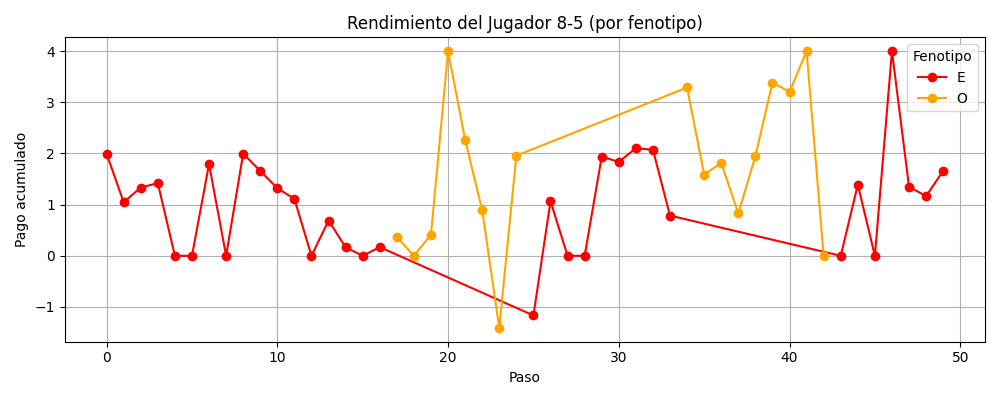 Rendimiento del Jugador 8-5 (por fenotipo)
Pago acumulado
4
3
2
1
0
−1
0
10
20
30
40
50
Paso
Fenotipo
E
O